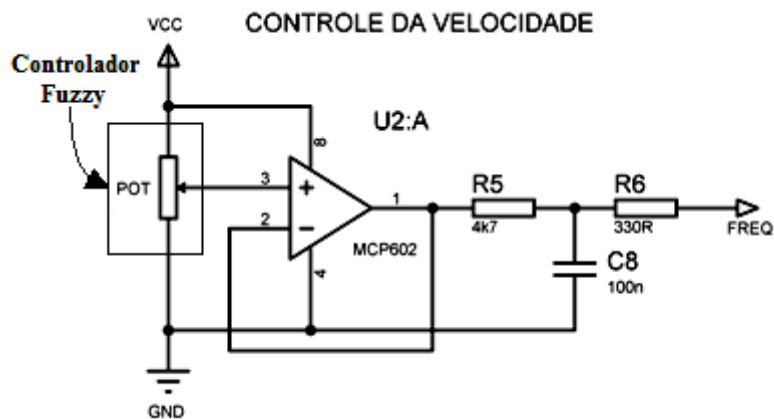 CONTROLE DA VELOCIDADE
VCC
Controlador
Fuzzy
U2:A
8
POT
3
+
1
R5
R6
2
−
4k7
330R
FREQ
MCP602
4
C8
100n
GND